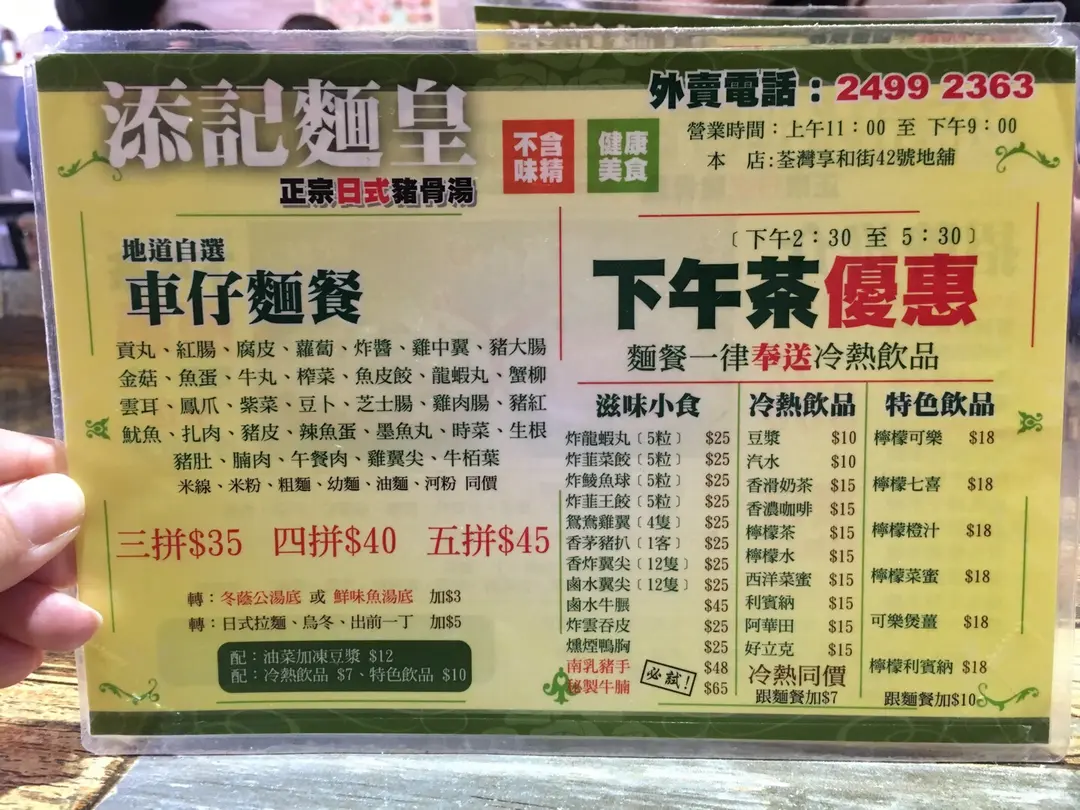 添記麵皇
正宗日式豬骨湯
不含味精
健康美食
外賣電話：2499 2363
營業時間：上午11：00 至 下午9：00
本 店：荃灣享和街42號地舖
地道自選
車仔麵餐
貢丸、紅腸、腐皮、蘿蔔、炸醬、雞中翼、豬大腸
金菇、魚蛋、牛丸、榨菜、魚皮餃、龍蝦丸、蟹柳
雲耳、鳳爪、紫菜、豆卜、芝士腸、雞肉腸、豬紅
魷魚、扎肉、豬皮、辣魚蛋、墨魚丸、時菜、生根
豬肚、腩肉、午餐肉、雞翼尖、牛栢葉
米線、米粉、粗麵、幼麵、油麵、河粉 同價
三拼$35 四拼$40 五拼$45
轉：冬蔭公湯底 或 鮮味魚湯底 加$3
轉：日式拉麵、烏冬、出前一丁 加$5
配：油菜加凍豆漿 $12
配：冷熱飲品 $7、特色飲品 $10
〔下午2：30 至 5：30〕
下午茶優惠
麵餐一律奉送冷熱飲品
滋味小食
炸龍蝦丸〔5粒〕 $25
炸韮菜餃〔5粒〕 $25
炸鯪魚球〔5粒〕 $25
炸韮王餃〔5粒〕 $25
鴛鴦雞翼〔4隻〕 $25
香茅豬扒〔1客〕 $25
香炸翼尖〔12隻〕 $25
鹵水翼尖〔12隻〕 $25
鹵水牛𦟌 $45
炸雲吞皮 $25
燻煙鴨胸 $25
南乳豬手 $48
秘製牛腩 $65
必試！
冷熱飲品
豆漿 $10
汽水 $10
香滑奶茶 $15
香濃咖啡 $15
檸檬茶 $15
檸檬水 $15
西洋菜蜜 $15
利賓納 $15
阿華田 $15
好立克 $15
冷熱同價
跟麵餐加$7
特色飲品
檸檬可樂 $18
檸檬七喜 $18
檸檬橙汁 $18
檸檬菜蜜 $18
可樂煲薑 $18
檸檬利賓納 $18
跟麵餐加$10